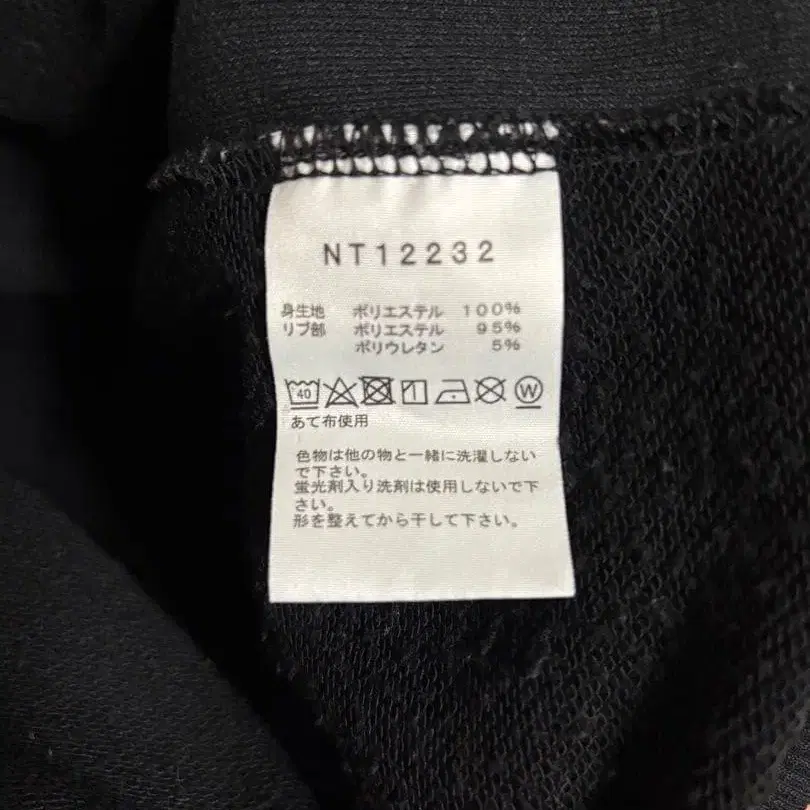 NT12232
身生地 ポリエステル 100%
リブ部 ポリエステル 95%
ポリウレタン 5%
40 W
あて布使用
色物は他の物と一緒に洗濯しない
で下さい。
蛍光剤入り洗剤は使用しないで下
さい。
形を整えてから干して下さい。